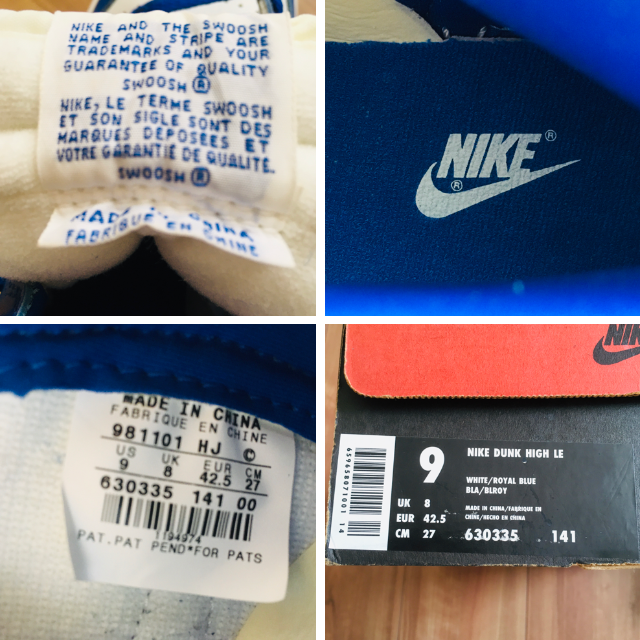 NIKE AND THE SWOOSH
NAME AND STRIPE ARE
TRADEMARKS AND YOUR
GUARANTEE OF QUALITY
SWOOSH ®
NIKE, LE TERME SWOOSH
ET SON SIGLE SONT DES
MARQUES DEPOSEES ET
VOTRE GARANTIE DE QUALITE.
SWOOSH ®
MADE IN CHINA
FABRIQUE EN CHINE
NIKE ®
®
MADE IN CHINA
FABRIQUE EN CHINE
981101 HJ ©
US UK EUR CM
9 8 42.5 27
630335 141 00
1194974
PAT.PAT PEND*FOR PATS
NIKE
9
NIKE DUNK HIGH LE
WHITE/ROYAL BLUE
BLA/BLROY
UK 8
EUR 42.5
CM 27
MADE IN CHINA/FABRIQUE EN
CHINE/HECHO EN CHINA
630335 141